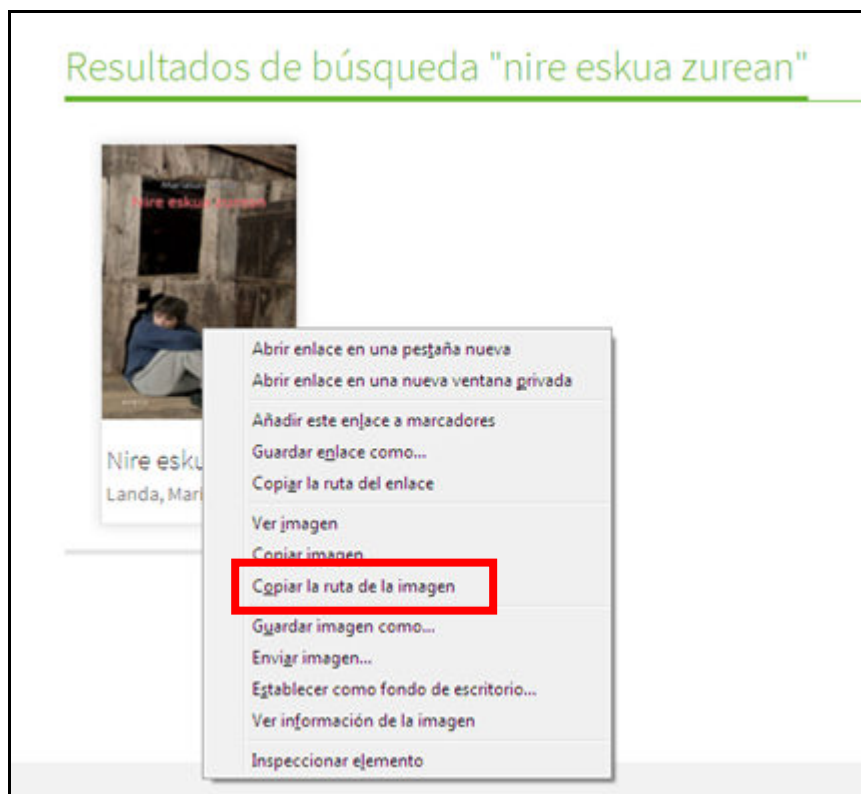 Resultados de búsqueda "nire eskua zurean"
Nire eskua zurean
Abrir enlace en una pestaña nueva
Abrir enlace en una nueva ventana privada
Añadir este enlace a marcadores
Guardar enlace como...
Copiar la ruta del enlace
Ver imagen
Copiar imagen
Copiar la ruta de la imagen
Guardar imagen como...
Enviar imagen...
Establecer como fondo de escritorio...
Ver información de la imagen
Inspeccionar elemento
Nire esku
Landa, Mari